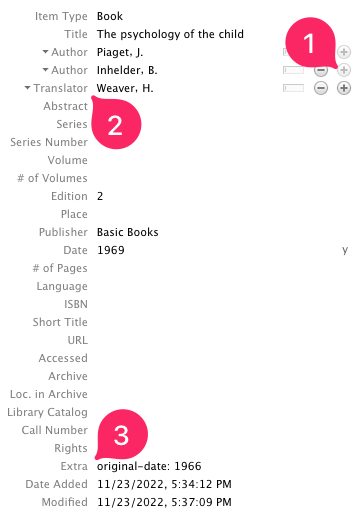 Item Type Book
Title The psychology of the child
1
Author Piaget, J.
Author Inhelder, B.
Translator Weaver, H.
Abstract
2
Series
Series Number
Volume
# of Volumes
Edition 2
Place
Publisher Basic Books
Date 1969 y
# of Pages
Language
ISBN
Short Title
URL
Accessed
Archive
Loc. in Archive
Library Catalog
Call Number
3
Rights
Extra original-date: 1966
Date Added 11/23/2022, 5:34:12 PM
Modified 11/23/2022, 5:37:09 PM